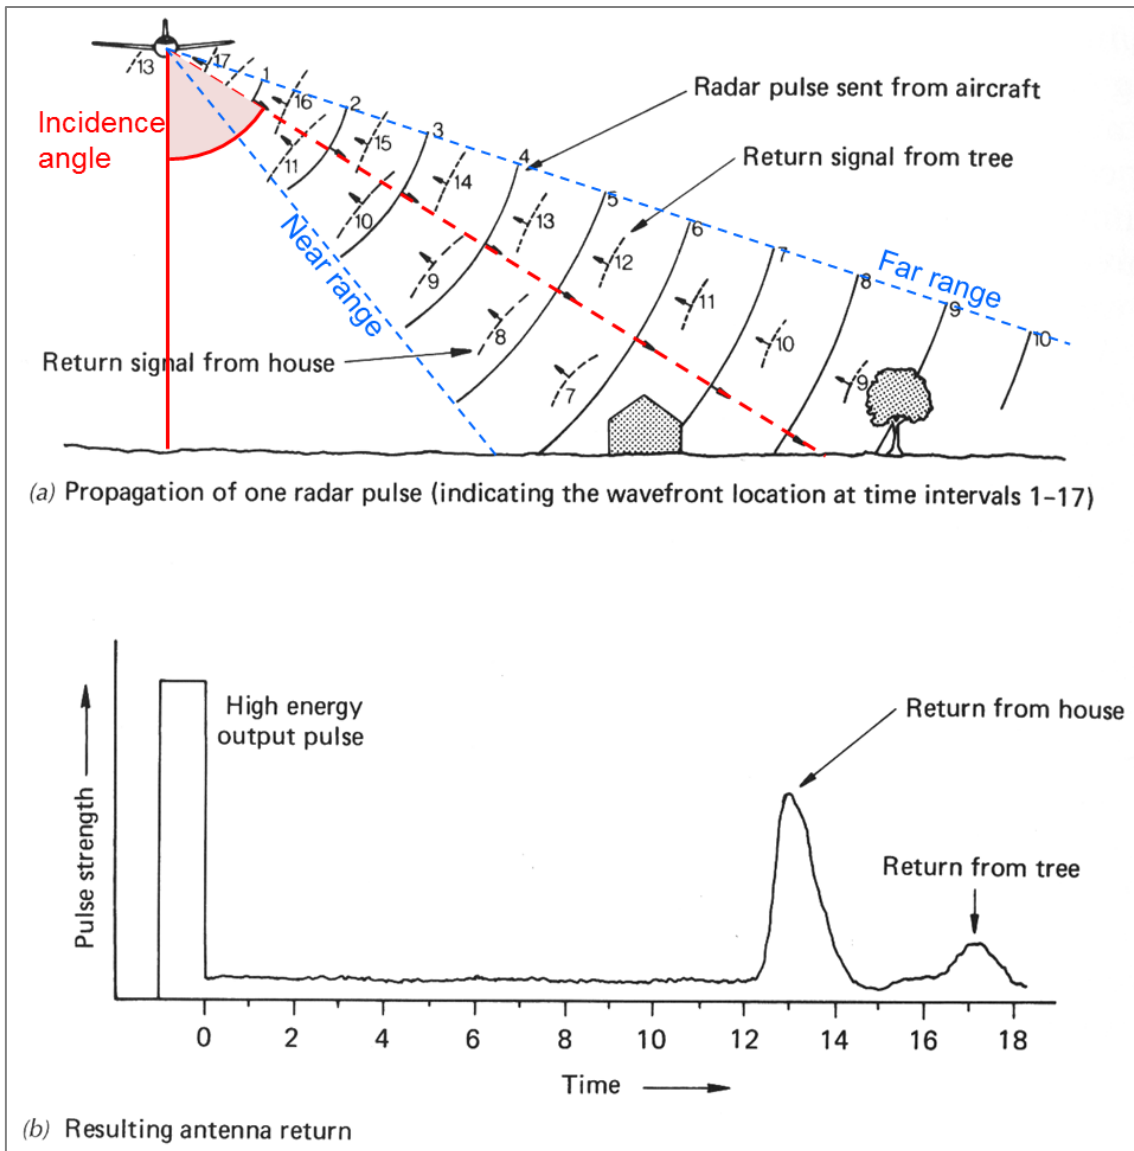 13
17
1
Radar pulse sent from aircraft
16
2
Incidence
angle
3
15
11
4
Return signal from tree
14
5
10
13
6
Near range
12
7
Far range
9
8
11
9
8
10
10
Return signal from house
7
9
(a) Propagation of one radar pulse (indicating the wavefront location at time intervals 1–17)
High energy
output pulse
Return from house
Pulse strength
Return from tree
0 2 4 6 8 10 12 14 16 18
Time
(b) Resulting antenna return